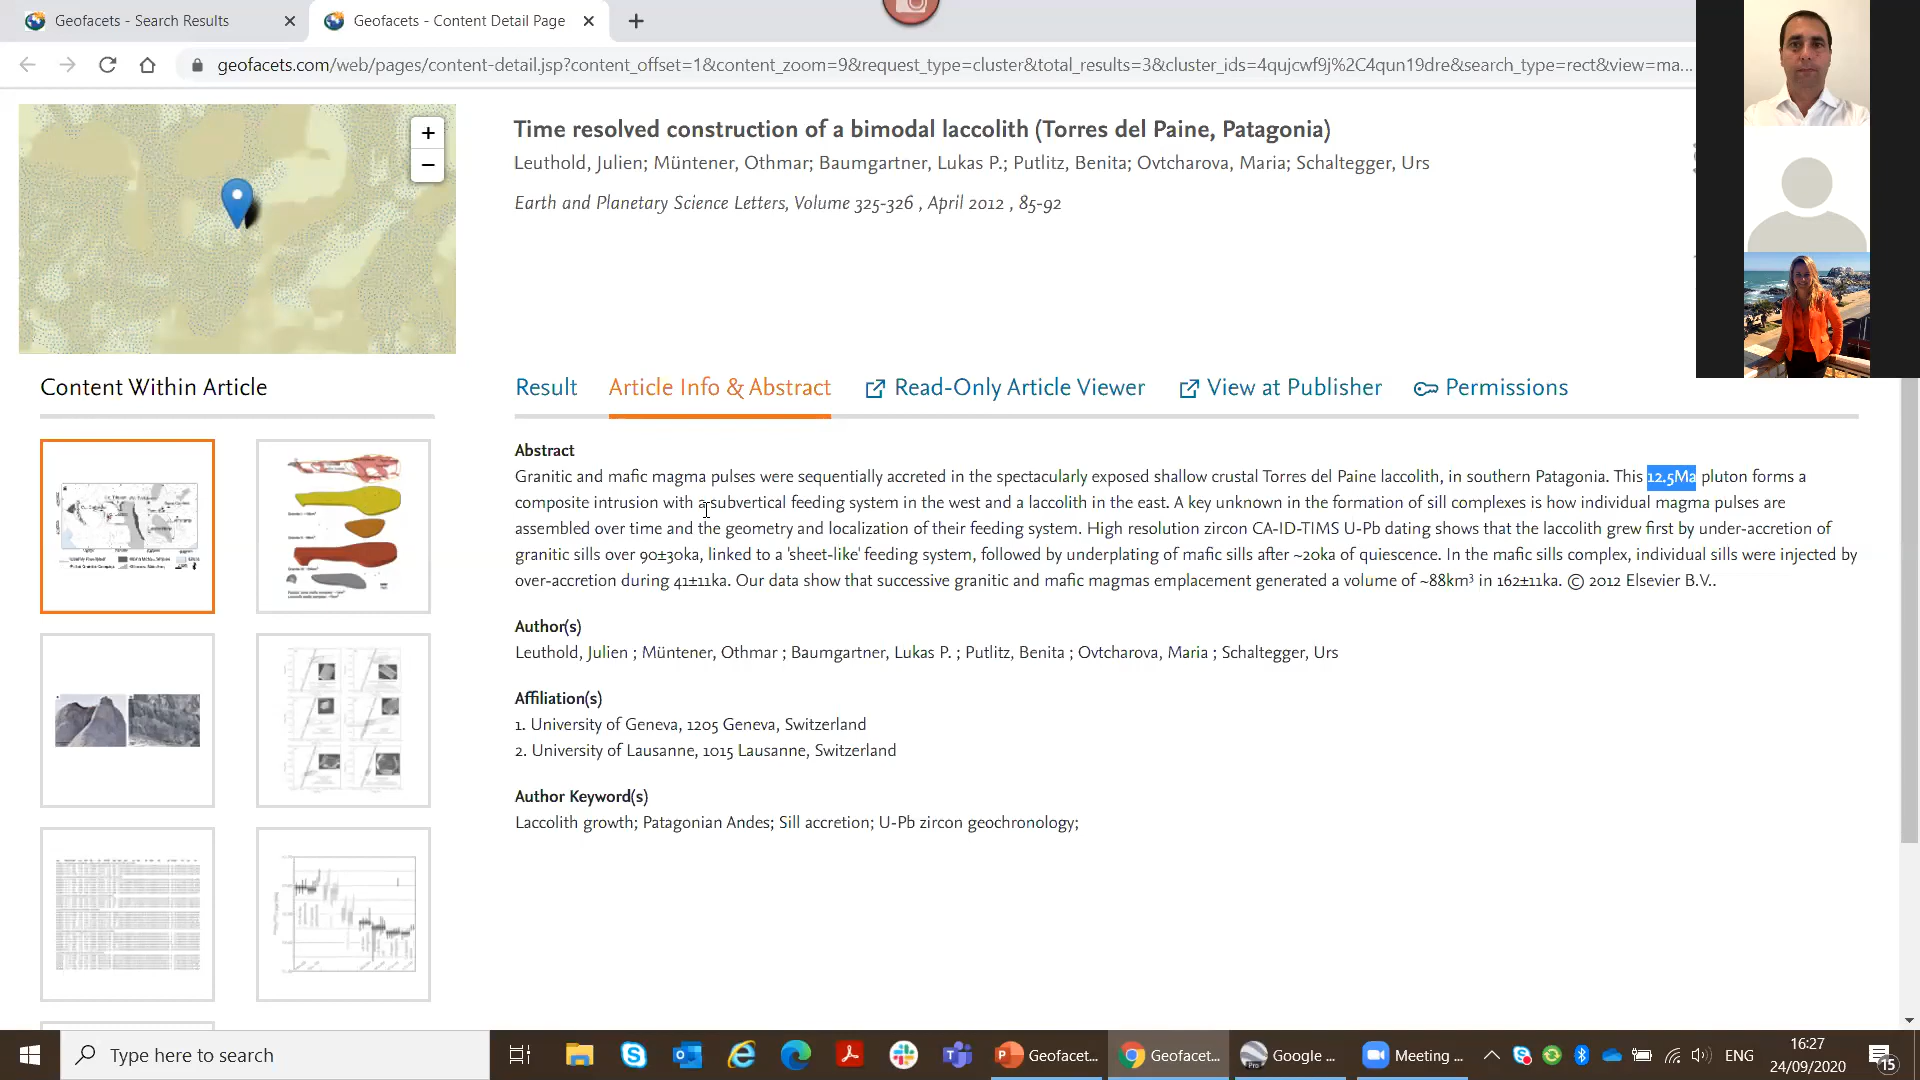 Geofacets - Search Results
Geofacets - Content Detail Page
geofacets.com/web/pages/content-detail.jsp?content_offset=1&content_zoom=9&request_type=cluster&total_results=3&cluster_ids=4qujcwf9j%2C4qun19dre&search_type=rect&view=ma...
+
−
Time resolved construction of a bimodal laccolith (Torres del Paine, Patagonia)
Leuthold, Julien; Müntener, Othmar; Baumgartner, Lukas P.; Putlitz, Benita; Ovtcharova, Maria; Schaltegger, Urs
Earth and Planetary Science Letters, Volume 325-326 , April 2012 , 85-92
Content Within Article
Result Article Info & Abstract Read-Only Article Viewer View at Publisher Permissions
Abstract
Granitic and mafic magma pulses were sequentially accreted in the spectacularly exposed shallow crustal Torres del Paine laccolith, in southern Patagonia. This 12.5Ma pluton forms a
composite intrusion with a subvertical feeding system in the west and a laccolith in the east. A key unknown in the formation of sill complexes is how individual magma pulses are
assembled over time and the geometry and localization of their feeding system. High resolution zircon CA-ID-TIMS U-Pb dating shows that the laccolith grew first by under-accretion of
granitic sills over 90±30ka, linked to a 'sheet-like' feeding system, followed by underplating of mafic sills after ~20ka of quiescence. In the mafic sills complex, individual sills were injected by
over-accretion during 41±11ka. Our data show that successive granitic and mafic magmas emplacement generated a volume of ~88km³ in 162±11ka. © 2012 Elsevier B.V..
Author(s)
Leuthold, Julien ; Müntener, Othmar ; Baumgartner, Lukas P. ; Putlitz, Benita ; Ovtcharova, Maria ; Schaltegger, Urs
Affiliation(s)
1. University of Geneva, 1205 Geneva, Switzerland
2. University of Lausanne, 1015 Lausanne, Switzerland
Author Keyword(s)
Laccolith growth; Patagonian Andes; Sill accretion; U-Pb zircon geochronology;
Type here to search
Geofacet...
Geofacet...
Google ...
Meeting ...
ENG
16:27
24/09/2020
15